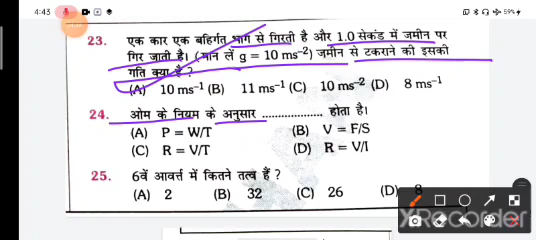 4:43
59%
23. एक कार एक बहिर्गत भाग से गिरती है और 1.0 सेकंड में जमीन पर
गिर जाती है। (मान लें g = 10 ms⁻²) जमीन से टकराने की इसकी
गति क्या है ?
(A) 10 ms⁻¹ (B) 11 ms⁻¹ (C) 10 ms⁻² (D) 8 ms⁻¹
24. ओम के नियम के अनुसार .................. होता है।
(A) P = W/T (B) V = F/S
(C) R = V/T (D) R = V/I
25. 6वें आवर्त्त में कितने तत्व हैं ?
(A) 2 (B) 32 (C) 26 (D) 8
XRecorder